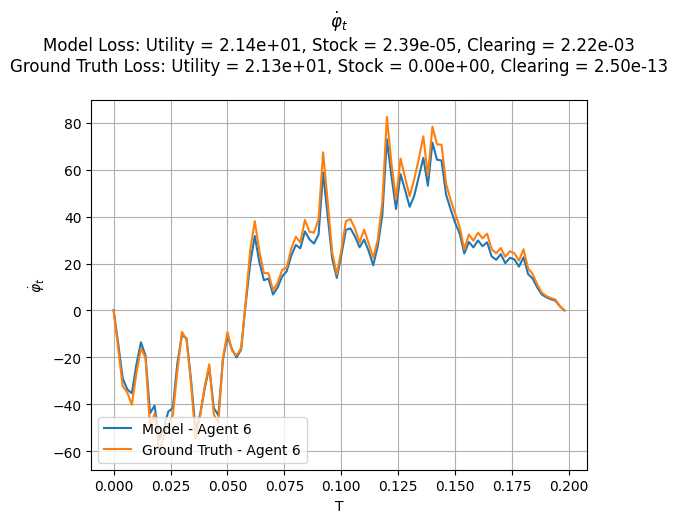 φ̇ₜ
Model Loss: Utility = 2.14e+01, Stock = 2.39e-05, Clearing = 2.22e-03
Ground Truth Loss: Utility = 2.13e+01, Stock = 0.00e+00, Clearing = 2.50e-13
80
60
40
20
0
−20
−40
−60
φ̇ₜ
Model - Agent 6
Ground Truth - Agent 6
0.000 0.025 0.050 0.075 0.100 0.125 0.150 0.175 0.200
T